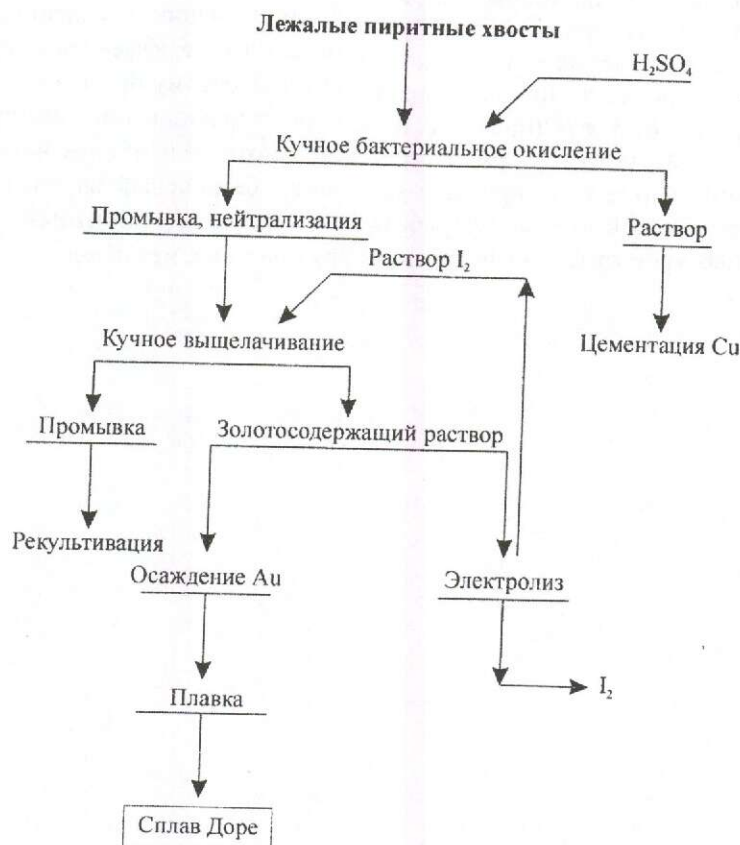 Лежалые пиритные хвосты
H₂SO₄
Кучное бактериальное окисление
Промывка, нейтрализация
Раствор
Раствор I₂
Кучное выщелачивание
Цементация Cu
Промывка
Золотосодержащий раствор
Рекультивация
Осаждение Au
Электролиз
Плавка
I₂
Сплав Доре